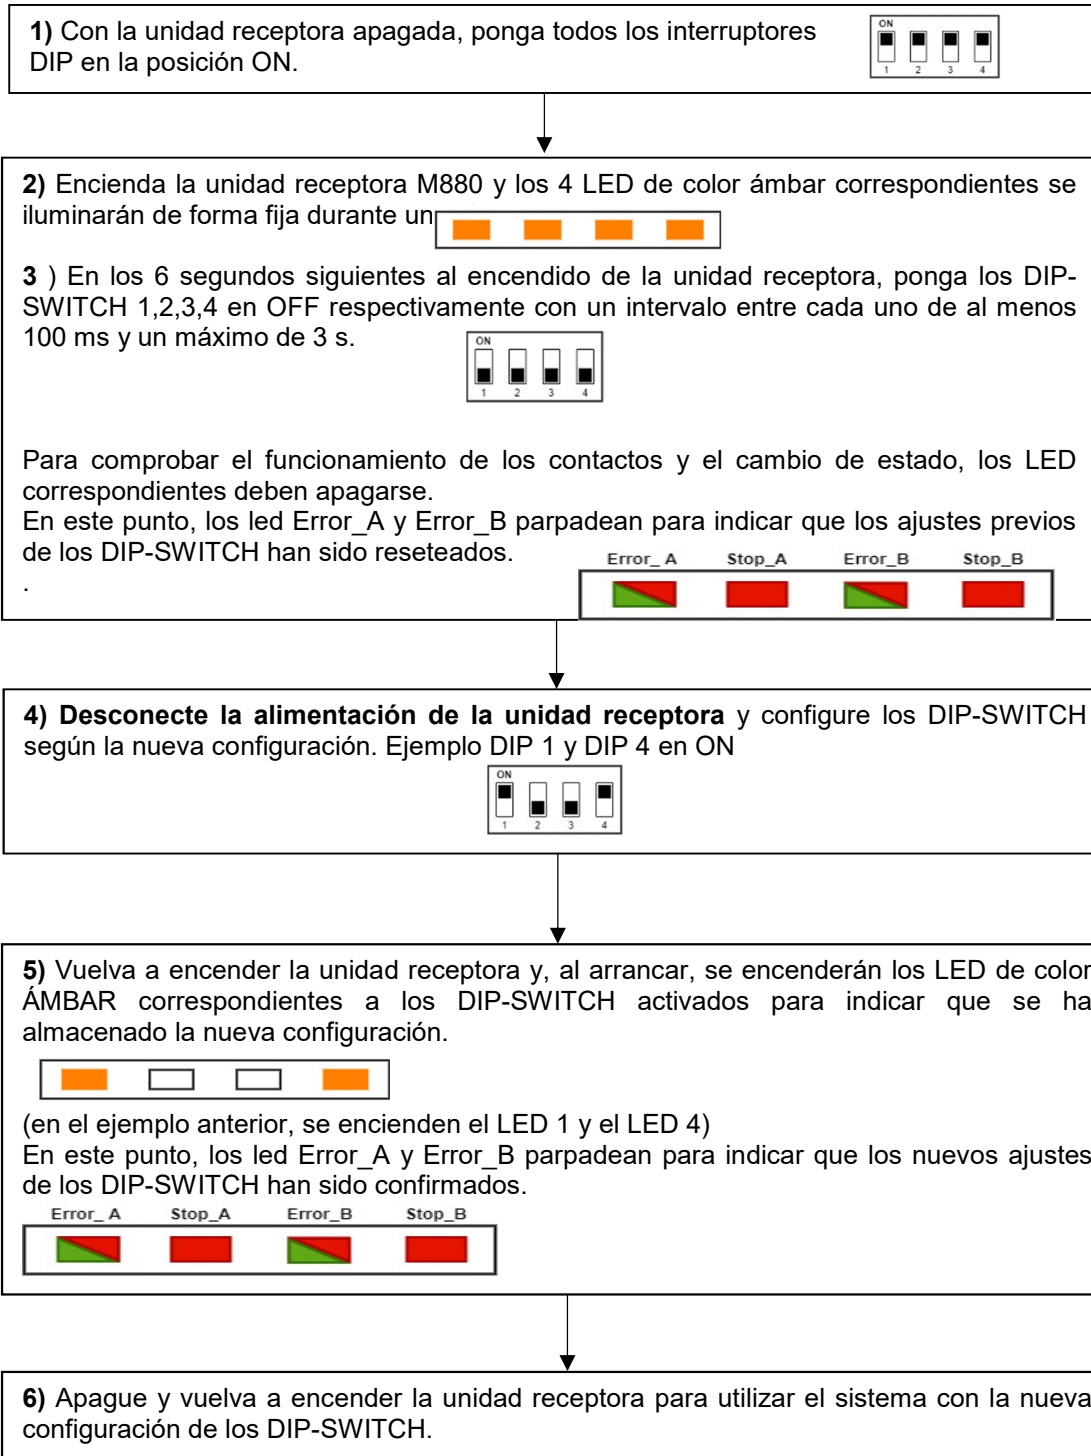 1) Con la unidad receptora apagada, ponga todos los interruptores
DIP en la posición ON.
ON
1 2 3 4
2) Encienda la unidad receptora M880 y los 4 LED de color ámbar correspondientes se
iluminarán de forma fija durante un
3 ) En los 6 segundos siguientes al encendido de la unidad receptora, ponga los DIP-
SWITCH 1,2,3,4 en OFF respectivamente con un intervalo entre cada uno de al menos
100 ms y un máximo de 3 s.
ON
1 2 3 4
Para comprobar el funcionamiento de los contactos y el cambio de estado, los LED
correspondientes deben apagarse.
En este punto, los led Error_A y Error_B parpadean para indicar que los ajustes previos
de los DIP-SWITCH han sido reseteados.
.
Error_ A Stop_A Error_B Stop_B
4) Desconecte la alimentación de la unidad receptora y configure los DIP-SWITCH
según la nueva configuración. Ejemplo DIP 1 y DIP 4 en ON
ON
1 2 3 4
5) Vuelva a encender la unidad receptora y, al arrancar, se encenderán los LED de color
ÁMBAR correspondientes a los DIP-SWITCH activados para indicar que se ha
almacenado la nueva configuración.
(en el ejemplo anterior, se encienden el LED 1 y el LED 4)
En este punto, los led Error_A y Error_B parpadean para indicar que los nuevos ajustes
de los DIP-SWITCH han sido confirmados.
Error_ A Stop_A Error_B Stop_B
6) Apague y vuelva a encender la unidad receptora para utilizar el sistema con la nueva
configuración de los DIP-SWITCH.